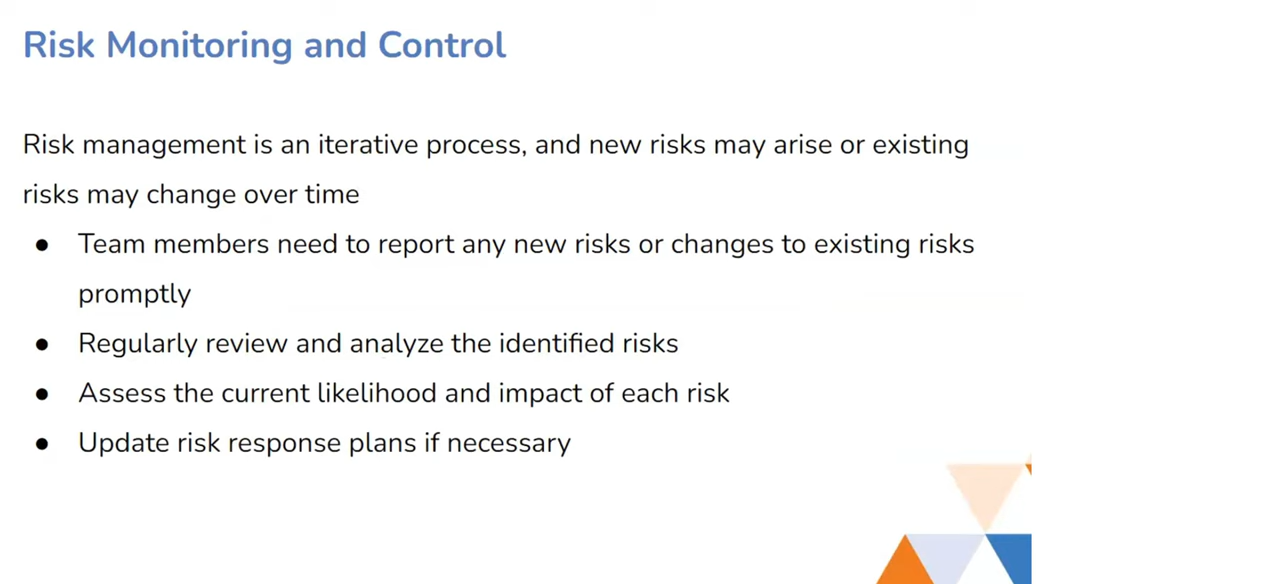 Risk Monitoring and Control
Risk management is an iterative process, and new risks may arise or existing
risks may change over time
● Team members need to report any new risks or changes to existing risks
promptly
● Regularly review and analyze the identified risks
● Assess the current likelihood and impact of each risk
● Update risk response plans if necessary